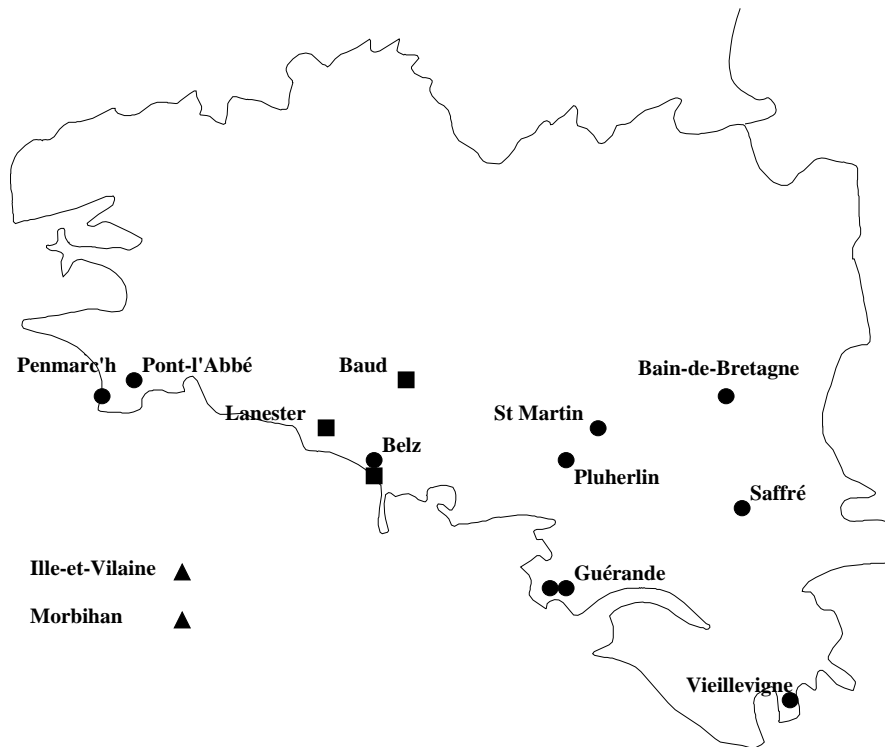 Penmarc'h
Pont-l'Abbé
Baud
Bain-de-Bretagne
Lanester
St Martin
Belz
Pluherlin
Saffré
Ille-et-Vilaine
Guérande
Morbihan
Vieillevigne